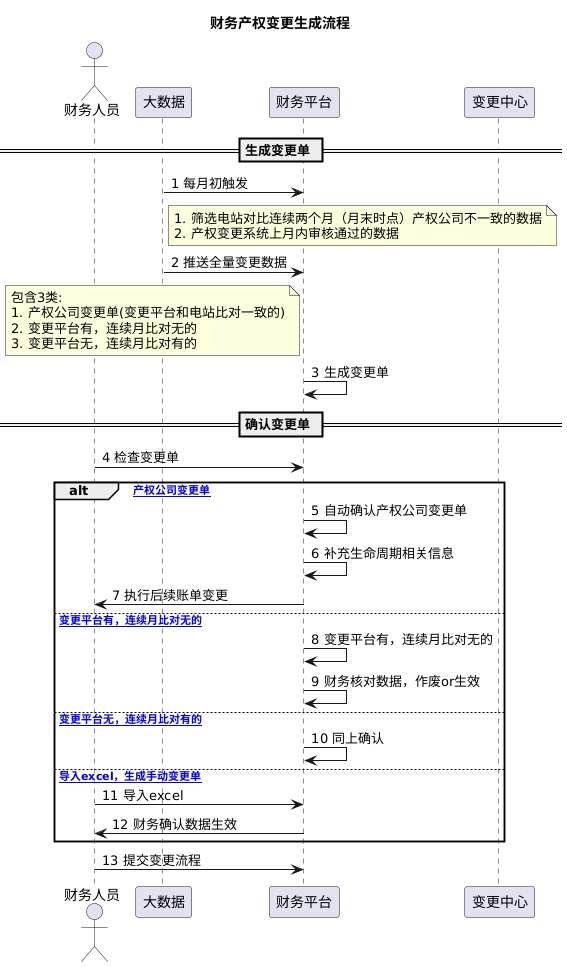 财务产权变更生成流程
财务人员
大数据
财务平台
变更中心
生成变更单
1 每月初触发
1. 筛选电站对比连续两个月（月末时点）产权公司不一致的数据
2. 产权变更系统上月内审核通过的数据
2 推送全量变更数据
包含3类:
1. 产权公司变更单(变更平台和电站比对一致的)
2. 变更平台有，连续月比对无的
3. 变更平台无，连续月比对有的
3 生成变更单
确认变更单
4 检查变更单
alt
产权公司变更单
5 自动确认产权公司变更单
6 补充生命周期相关信息
7 执行后续账单变更
变更平台有，连续月比对无的
8 变更平台有，连续月比对无的
9 财务核对数据，作废or生效
变更平台无，连续月比对有的
10 同上确认
导入excel，生成手动变更单
11 导入excel
12 财务确认数据生效
13 提交变更流程
财务人员
大数据
财务平台
变更中心